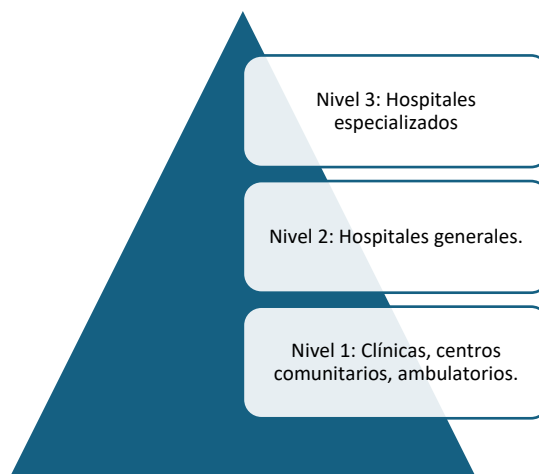 Nivel 3: Hospitales
especializados
Nivel 2: Hospitales generales.
Nivel 1: Clínicas, centros
comunitarios, ambulatorios.